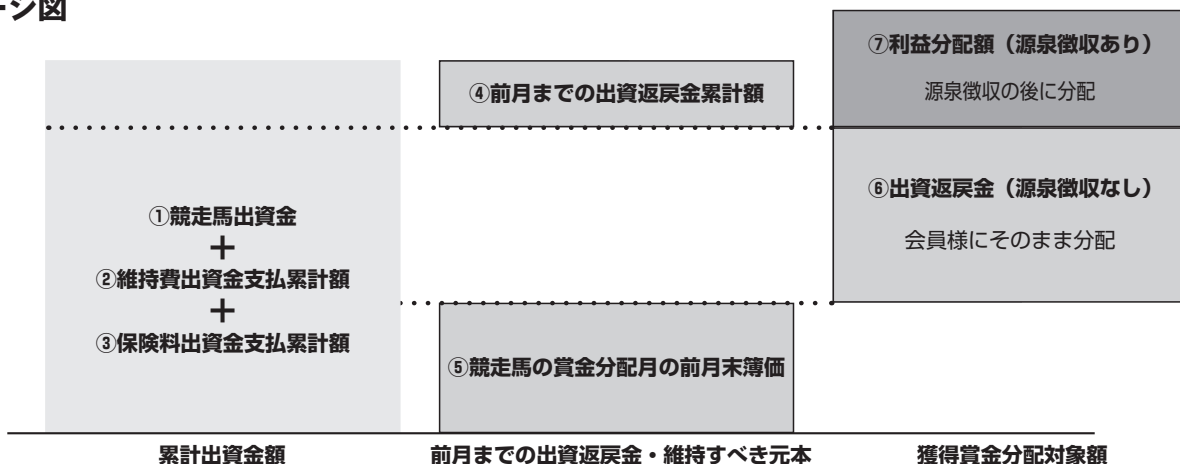 ージ図
⑦利益分配額（源泉徴収あり）
源泉徴収の後に分配
④前月までの出資返戻金累計額
⑥出資返戻金（源泉徴収なし）
会員様にそのまま分配
①競走馬出資金
＋
②維持費出資金支払累計額
＋
③保険料出資金支払累計額
⑤競走馬の賞金分配月の前月末簿価
累計出資金額
前月までの出資返戻金・維持すべき元本
獲得賞金分配対象額